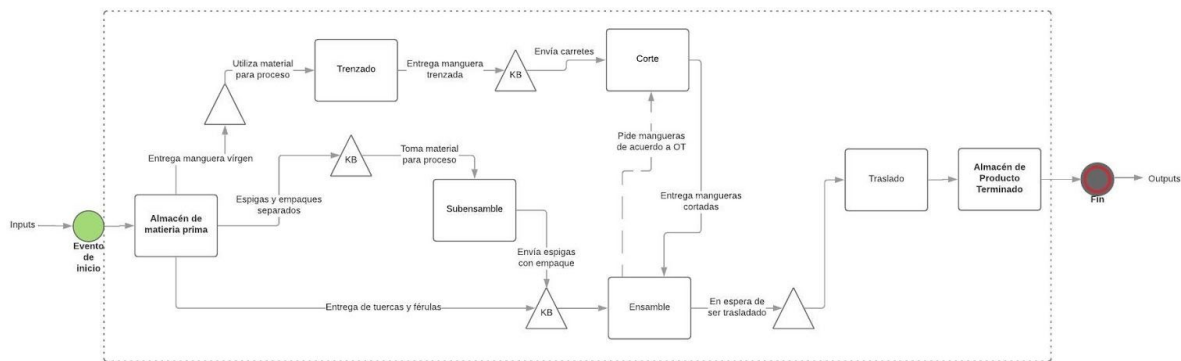 Utiliza material
para proceso
Trenzado
Entrega manguera
trenzada
KB
Envía carretes
Corte
Entrega manguera vírgen
KB
Toma material
para proceso
Pide mangueras
de acuerdo a OT
Espigas y empaques
separados
Subensamble
Entrega mangueras
cortadas
Traslado
Almacén de
Producto
Terminado
Inputs
Evento
de
inicio
Almacén de
matieria prima
Fin
Outputs
Envía espigas
con empaque
Entrega de tuercas y férulas
KB
Ensamble
En espera de
ser trasladado